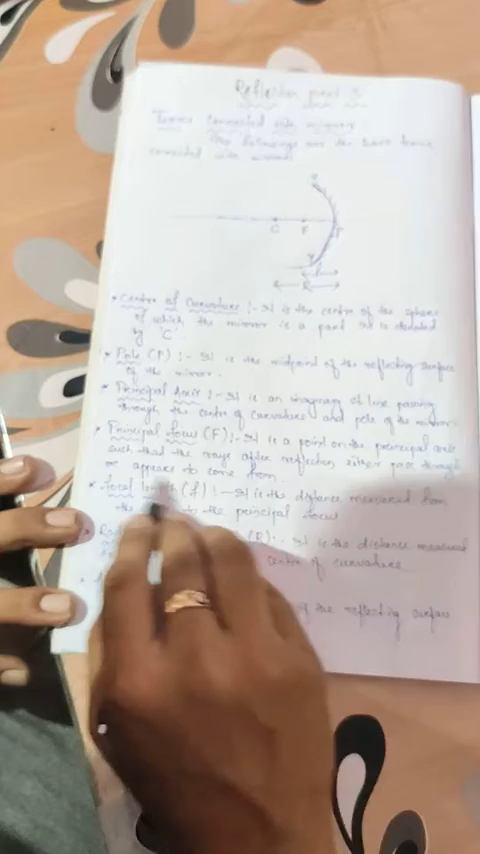 Reflection part
Terms Connected with mirrors
The followings are the basic terms
connected with mirrors
C F P
f
R
* Centre of Curvature :- It is the centre of the sphere
of which the mirror is a part It is denoted
by 'C'
* Pole (P) :- It is the midpoint of the reflecting surface
of the mirror.
* Principal Axis :- It is an imaginary of line passing
through the centre of curvature and pole of the mirror
* Principal focus (F) :- It is a point on the principal axis
such that the rays after reflection either pass through
or appears to come from.
* Focal length (f) :- It is the distance measured from
the to the principal focus
(R) :- It is the distance measured
centre of curvature
of the reflecting surface